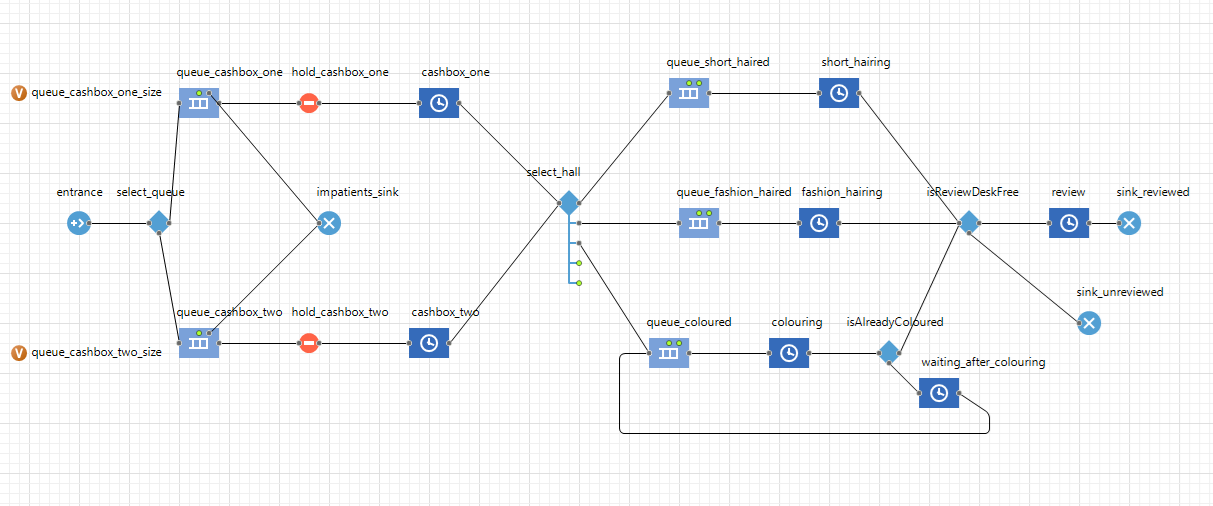 queue_short_haired
short_hairing
queue_cashbox_one
hold_cashbox_one
cashbox_one
V queue_cashbox_one_size
select_hall
entrance
select_queue
impatients_sink
queue_fashion_haired
fashion_hairing
isReviewDeskFree
review
sink_reviewed
sink_unreviewed
queue_cashbox_two
hold_cashbox_two
cashbox_two
queue_coloured
colouring
isAlreadyColoured
V queue_cashbox_two_size
waiting_after_colouring